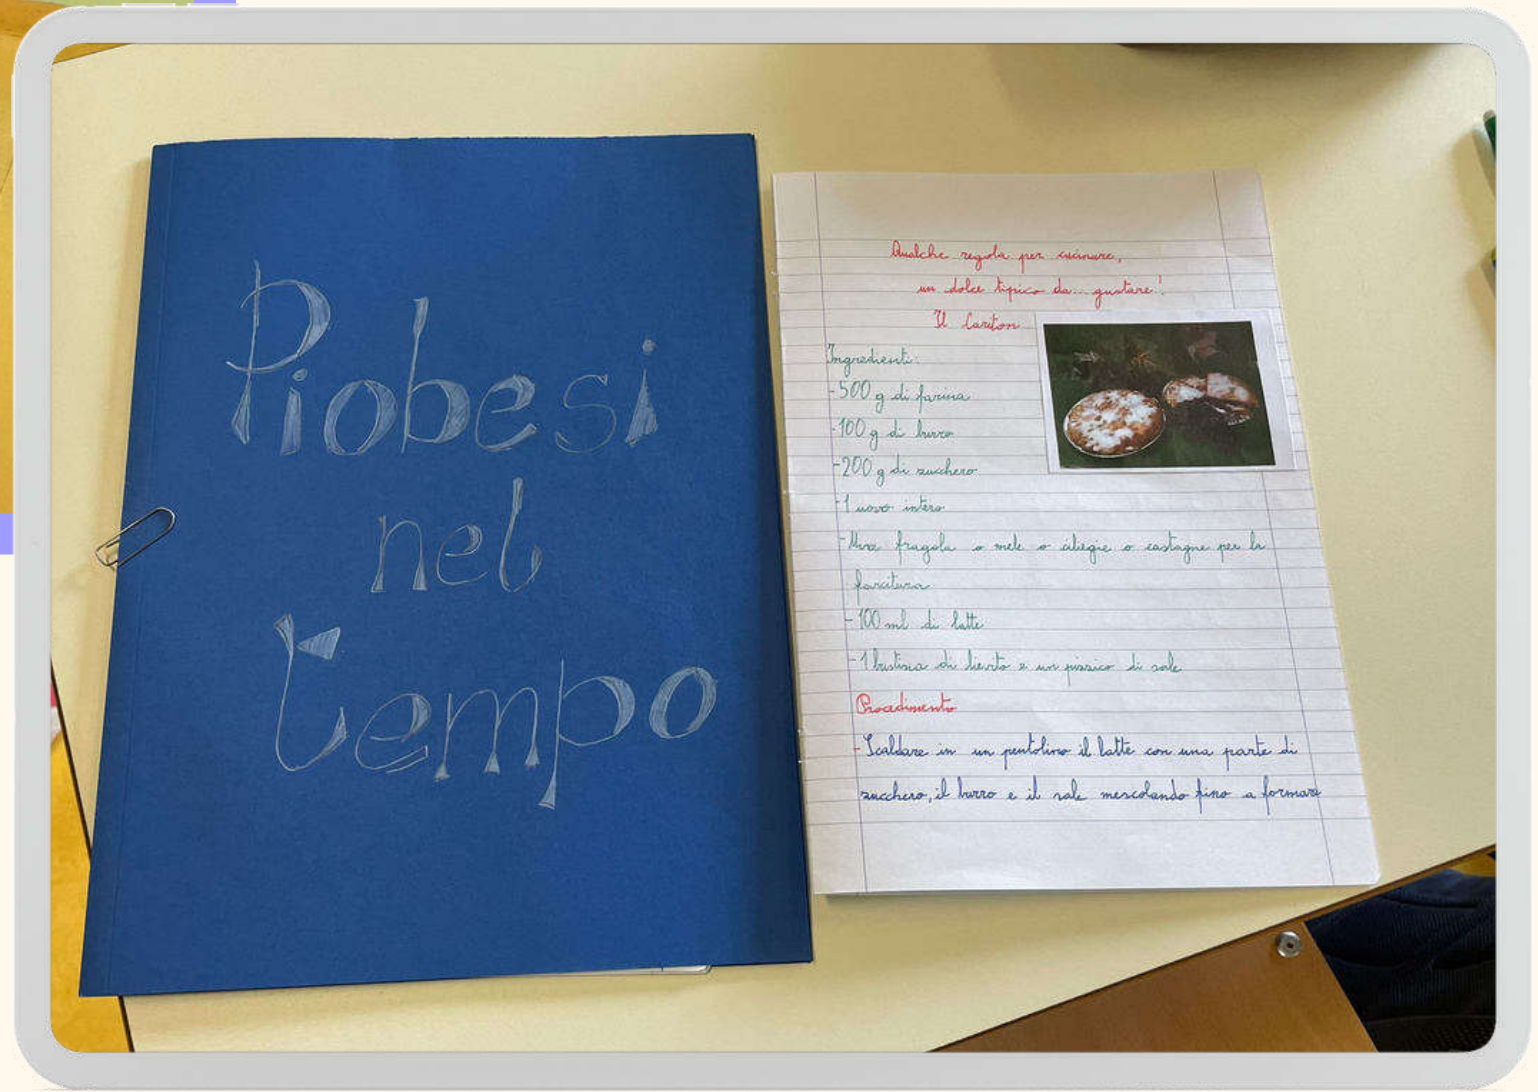 Piobesi
nel
tempo
Qualche regola per cucinare,
un dolce tipico da... gustare!
Il Cariton
Ingredienti:
-500 g di farina
-100 g di burro
-200 g di zucchero
-1 uovo intero
-Uva fragola o mele o ciliegie o castagne per la
farcitura
-100 ml di latte
-1 bustina di lievito e un pizzico di sale
Procedimento
-Scaldare in un pentolino il latte con una parte di
zucchero, il burro e il sale mescolando fino a formare